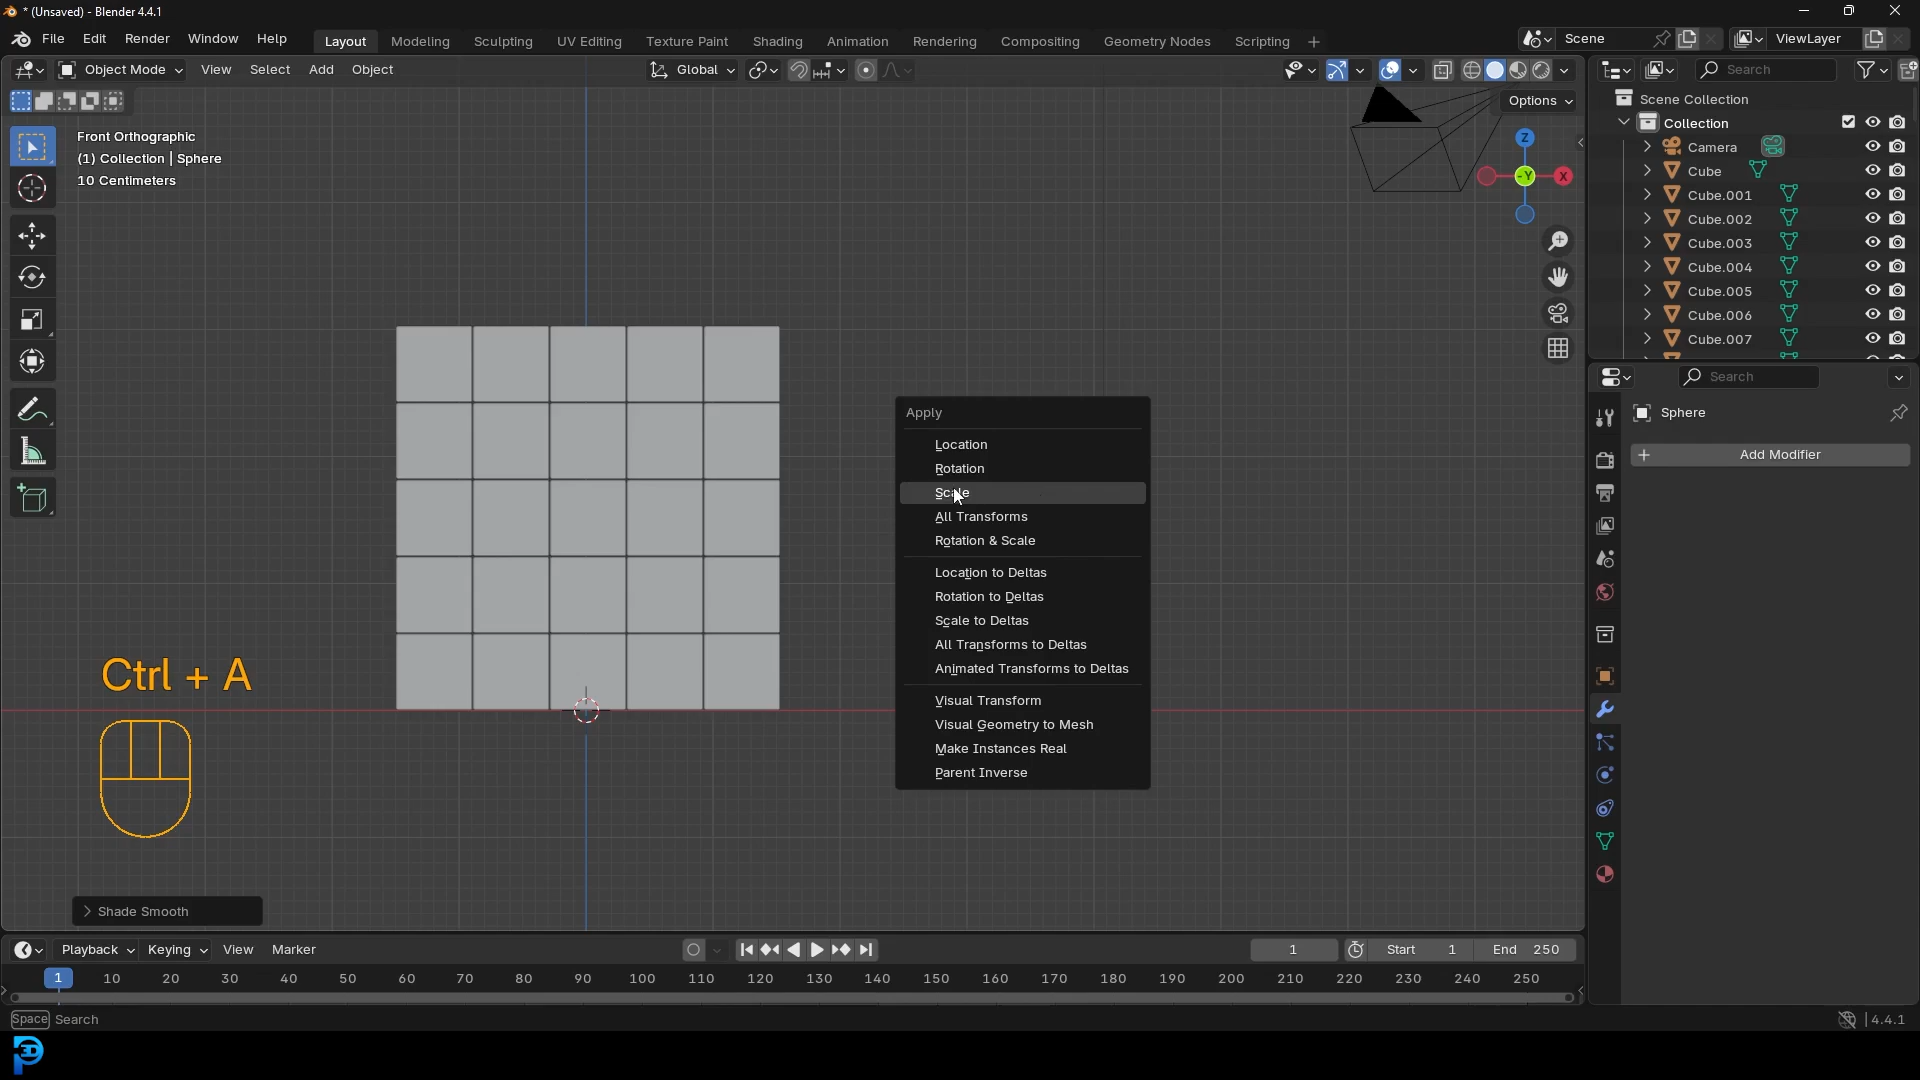 * (Unsaved) - Blender 4.4.1
File Edit Render Window Help
Layout Modeling Sculpting UV Editing Texture Paint Shading Animation Rendering Compositing Geometry Nodes Scripting +
Scene
ViewLayer
Object Mode View Select Add Object
Global
Search
Options
Front Orthographic
(1) Collection | Sphere
10 Centimeters
Z
-Y
X
Scene Collection
Collection
Camera
Cube
Cube.001
Cube.002
Cube.003
Cube.004
Cube.005
Cube.006
Cube.007
Search
Sphere
+ Add Modifier
Apply
Location
Rotation
Scale
All Transforms
Rotation & Scale
Location to Deltas
Rotation to Deltas
Scale to Deltas
All Transforms to Deltas
Animated Transforms to Deltas
Visual Transform
Visual Geometry to Mesh
Make Instances Real
Parent Inverse
Ctrl + A
Shade Smooth
Playback Keying View Marker
1 Start 1 End 250
1 10 20 30 40 50 60 70 80 90 100 110 120 130 140 150 160 170 180 190 200 210 220 230 240 250
Space Search
4.4.1
3D